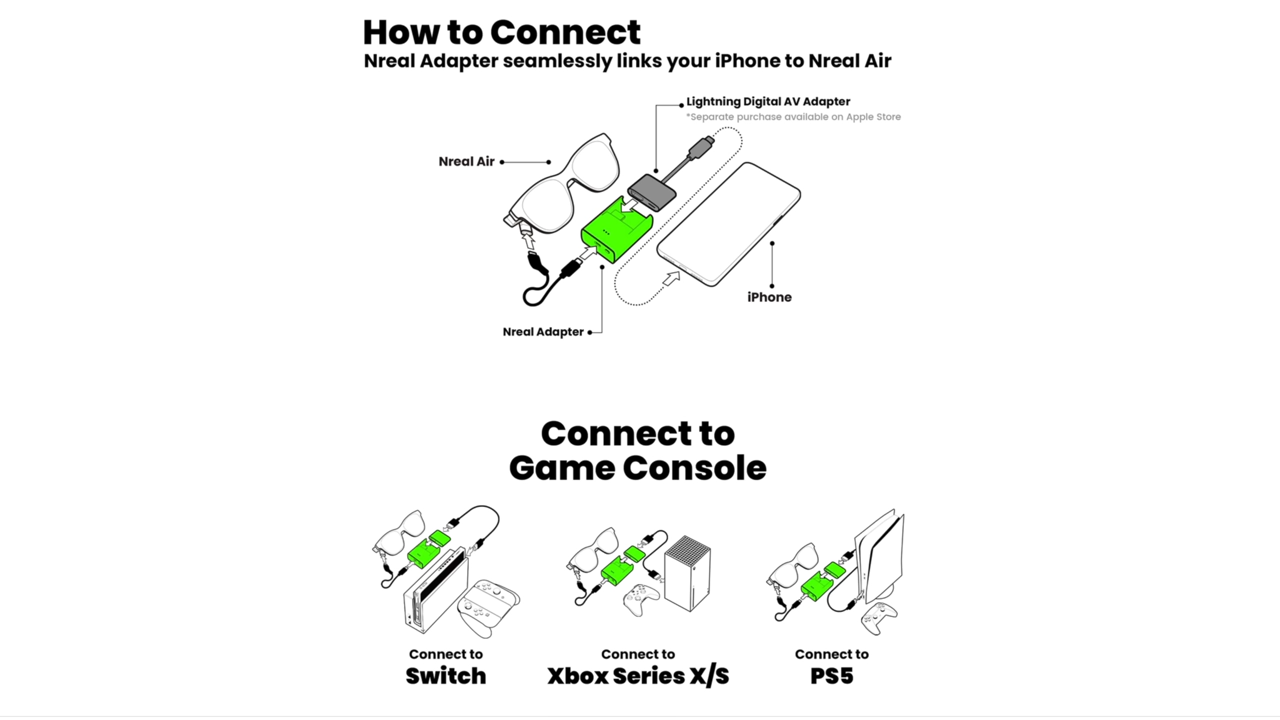 How to Connect
Nreal Adapter seamlessly links your iPhone to Nreal Air
Lightning Digital AV Adapter
*Separate purchase available on Apple Store
Nreal Air
iPhone
Nreal Adapter
Connect to
Game Console
Connect to
Switch
Connect to
Xbox Series X/S
Connect to
PS5